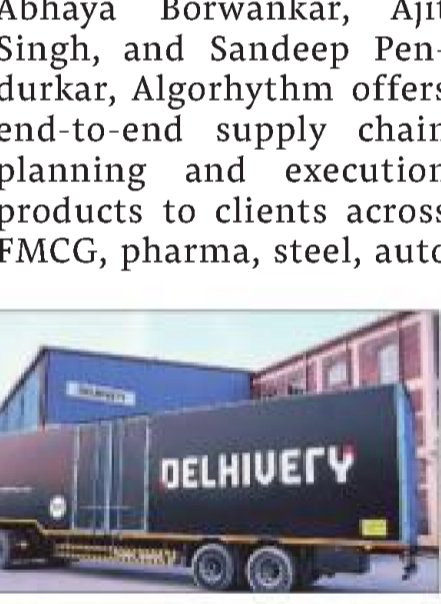 Abhaya Borwankar, Ajit
Singh, and Sandeep Pen-
durkar, Algorhythm offers
end-to-end supply chain
planning and execution
products to clients across
FMCG, pharma, steel, auto
DELHIVERY
DELHIVERY